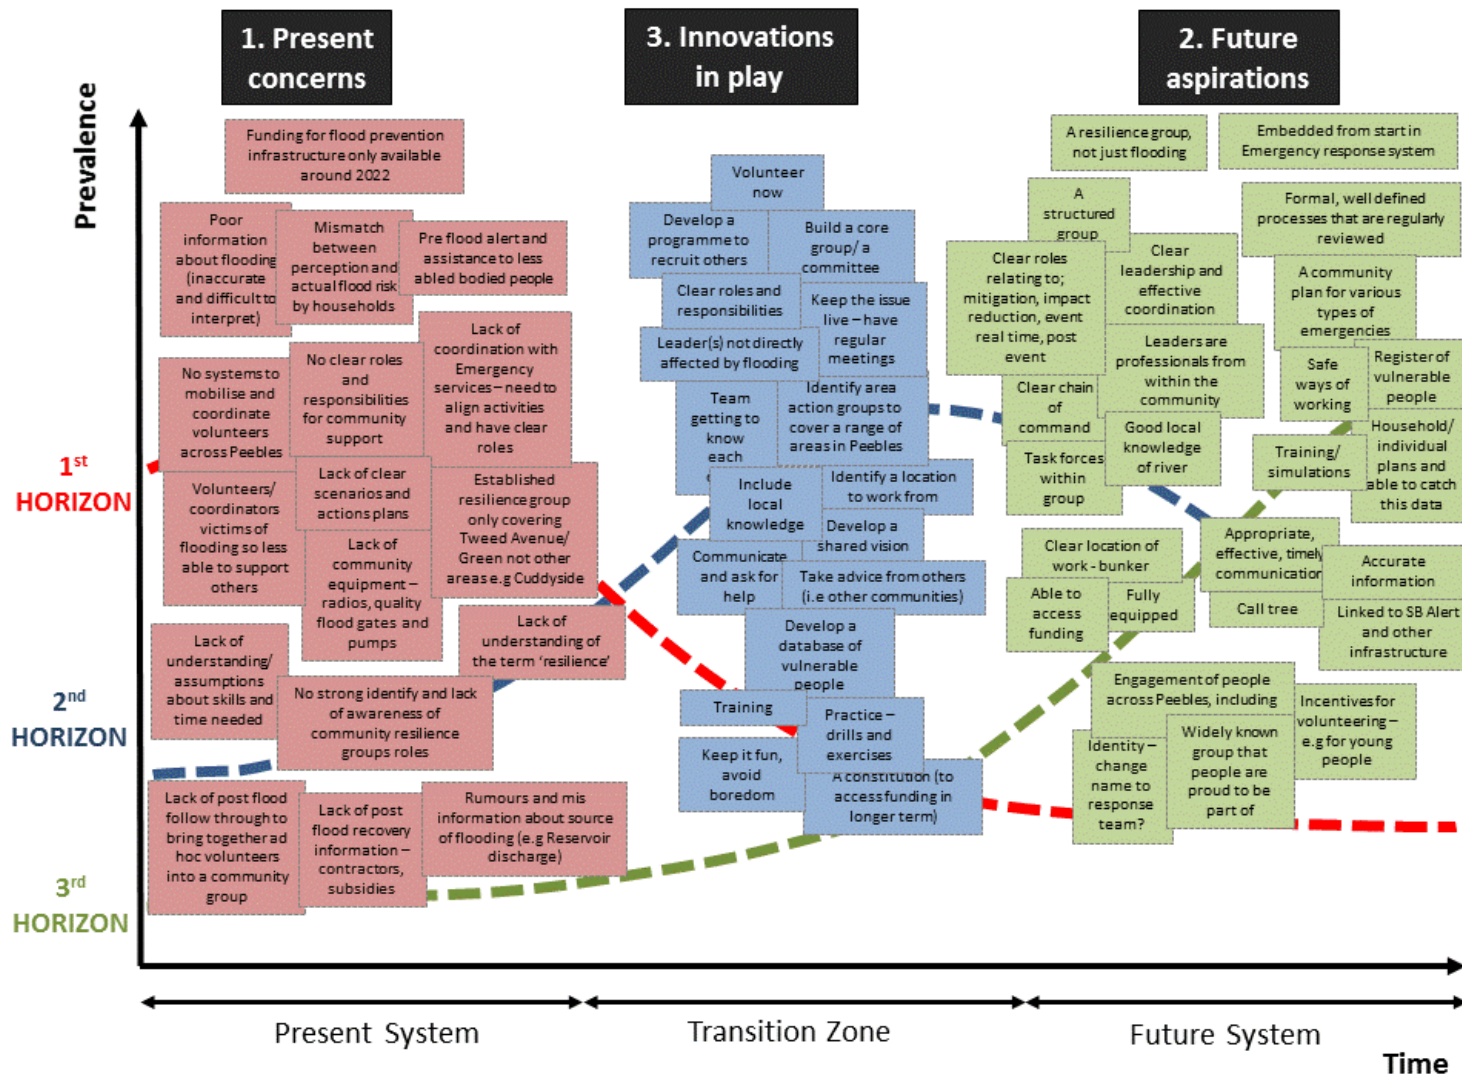 1. Present
concerns
3. Innovations
in play
2. Future
aspirations
Prevalence
1st
HORIZON
2nd
HORIZON
3rd
HORIZON
Funding for flood prevention
infrastructure only available
around 2022
Poor
information
about flooding
(inaccurate
and difficult to
interpret)
Mismatch
between
perception and
actual flood risk
by households
Pre flood alert and
assistance to less
abled bodied people
No systems to
mobilise and
coordinate
volunteers
across Peebles
No clear roles
and
responsibilities
for community
support
Lack of
coordination with
Emergency
services – need to
align activities
and have clear
roles
Volunteers/
coordinators
victims of
flooding so less
able to support
others
Lack of clear
scenarios and
actions plans
Established
resilience group
only covering
Tweed Avenue/
Green not other
areas e.g Cuddyside
Lack of
community
equipment –
radios, quality
flood gates and
pumps
Lack of
understanding of
the term ‘resilience’
Lack of
understanding/
assumptions
about skills and
time needed
No strong identify and lack
of awareness of
community resilience
groups roles
Lack of post flood
follow through to
bring together ad
hoc volunteers
into a community
group
Lack of post
flood recovery
information –
contractors,
subsidies
Rumours and mis
information about source
of flooding (e.g Reservoir
discharge)
Volunteer
now
Develop a
programme to
recruit others
Build a core
group/ a
committee
Clear roles and
responsibilities
Keep the issue
live – have
regular
meetings
Leader(s) not directly
affected by flooding
Team
getting to
know
each
Identify area
action groups to
cover a range of
areas in Peebles
Include
local
knowledge
Identify a location
to work from
Develop a
shared vision
Communicate
and ask for
help
Take advice from others
(i.e other communities)
Develop a
database of
vulnerable
people
Training
Practice –
drills and
exercises
Keep it fun,
avoid
boredom
A constitution (to
access funding in
longer term)
A resilience group,
not just flooding
Embedded from start in
Emergency response system
A
structured
group
Formal, well defined
processes that are regularly
reviewed
Clear roles
relating to;
mitigation, impact
reduction, event
real time, post
event
Clear
leadership and
effective
coordination
A community
plan for various
types of
emergencies
Leaders are
professionals from
within the
community
Safe
ways of
working
Register of
vulnerable
people
Clear chain
of
command
Good local
knowledge
of river
Training/
simulations
Household/
individual
plans and
able to catch
this data
Task forces
within
group
Clear location of
work - bunker
Appropriate,
effective, timely
communication
Accurate
information
Able to
access
funding
Fully
equipped
Call tree
Linked to SB Alert
and other
infrastructure
Engagement of people
across Peebles, including
Incentives for
volunteering –
e.g for young
people
Identity –
change
name to
response
team?
Widely known
group that
people are
proud to be
part of
Present System
Transition Zone
Future System
Time